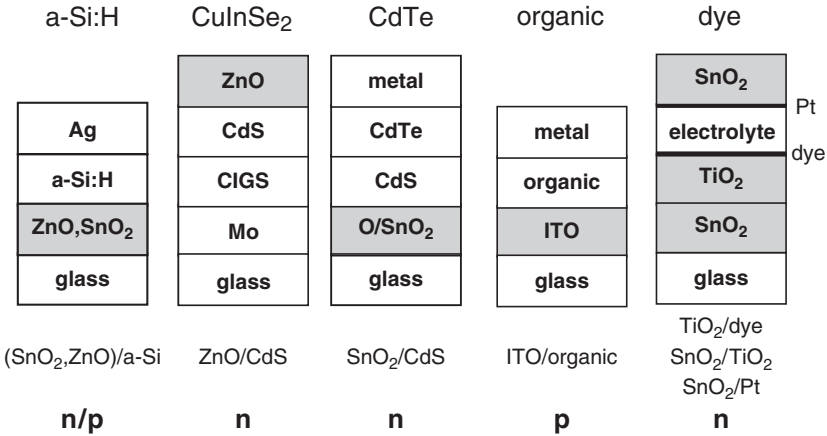 a-Si:H CuInSe₂ CdTe organic dye
ZnO metal SnO₂
Pt
Ag CdS CdTe metal electrolyte
dye
a-Si:H CIGS CdS organic TiO₂
ZnO,SnO₂ Mo O/SnO₂ ITO SnO₂
glass glass glass glass glass
TiO₂/dye
(SnO₂,ZnO)/a-Si ZnO/CdS SnO₂/CdS ITO/organic SnO₂/TiO₂
SnO₂/Pt
n/p n n p n